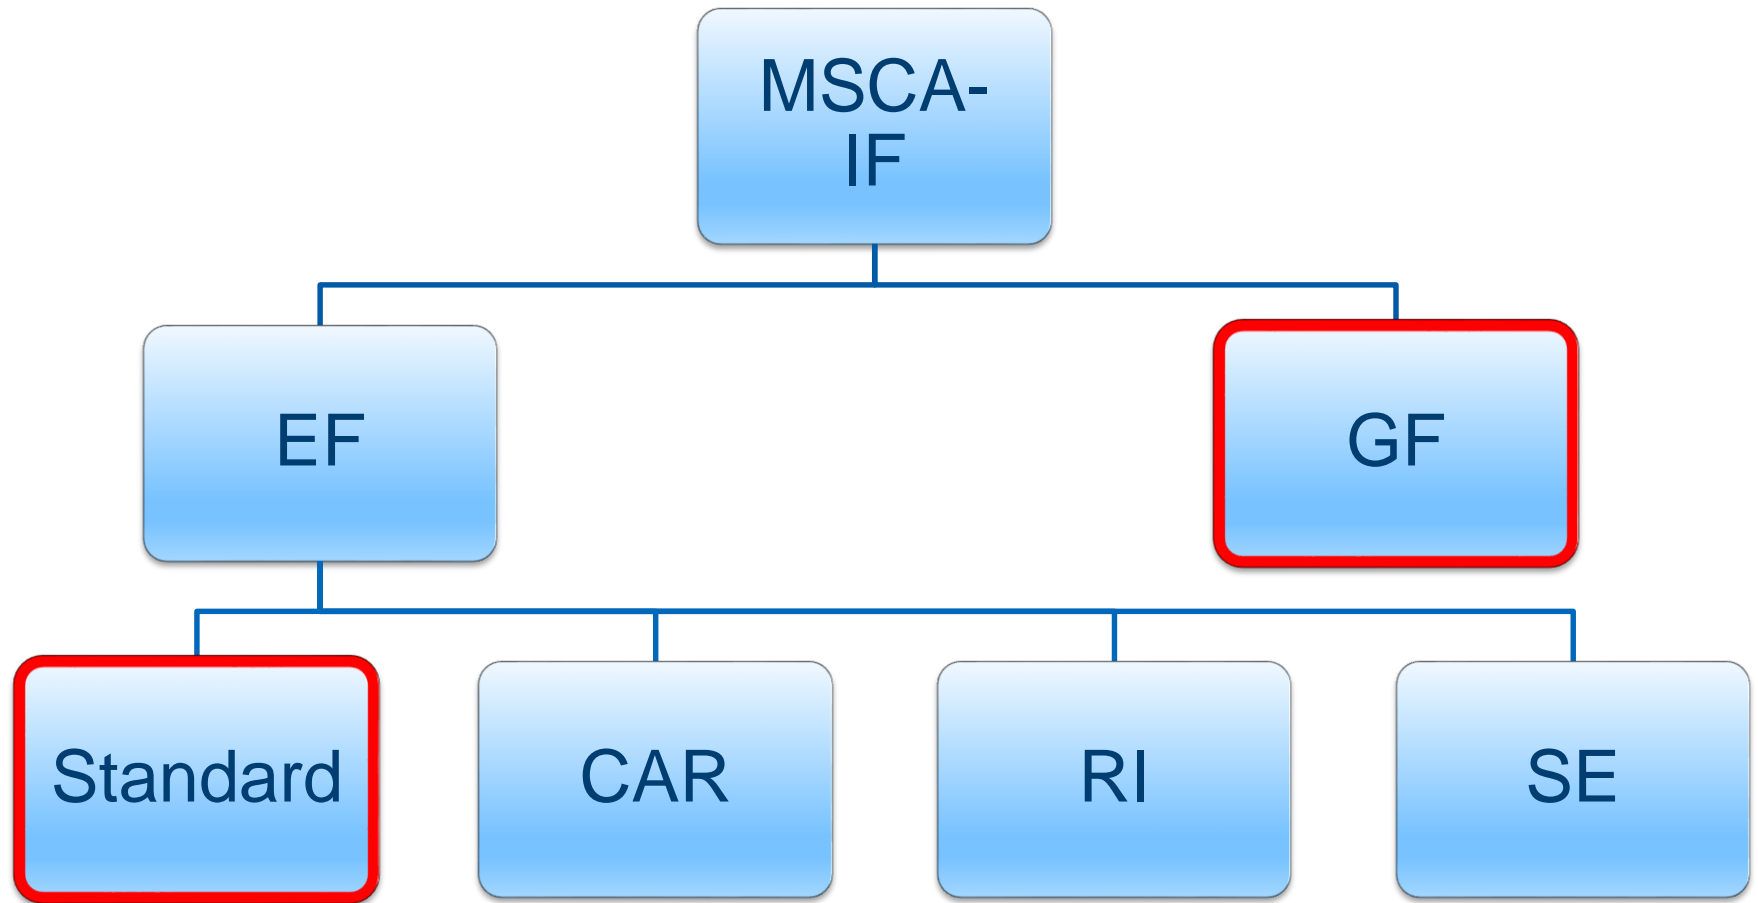 MSCA-
IF
EF
GF
Standard
CAR
RI
SE